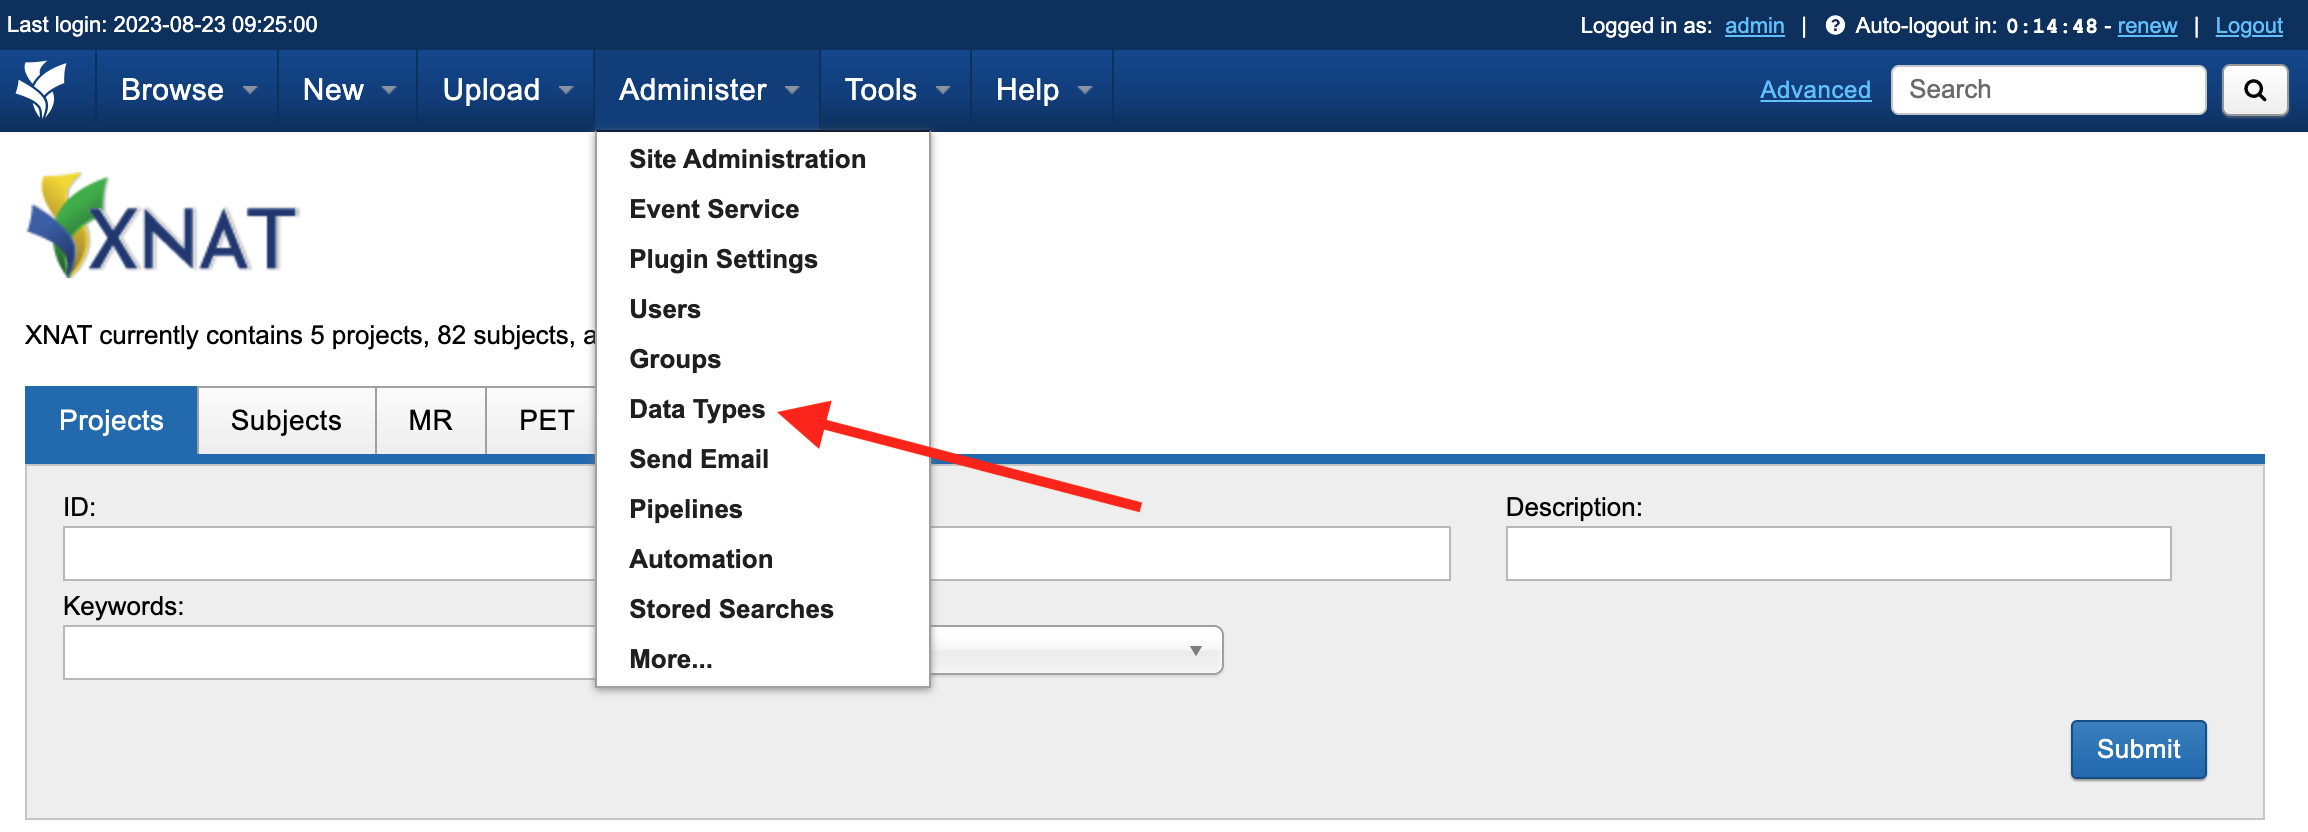 Last login: 2023-08-23 09:25:00
Logged in as: admin | Auto-logout in: 0:14:48 - renew | Logout
Browse New Upload Administer Tools Help Advanced Search
Site Administration
Event Service
Plugin Settings
Users
Groups
Data Types
Send Email
Pipelines
Automation
Stored Searches
More...
XNAT
XNAT currently contains 5 projects, 82 subjects,
Projects Subjects MR PET
ID:
Description:
Keywords:
Submit